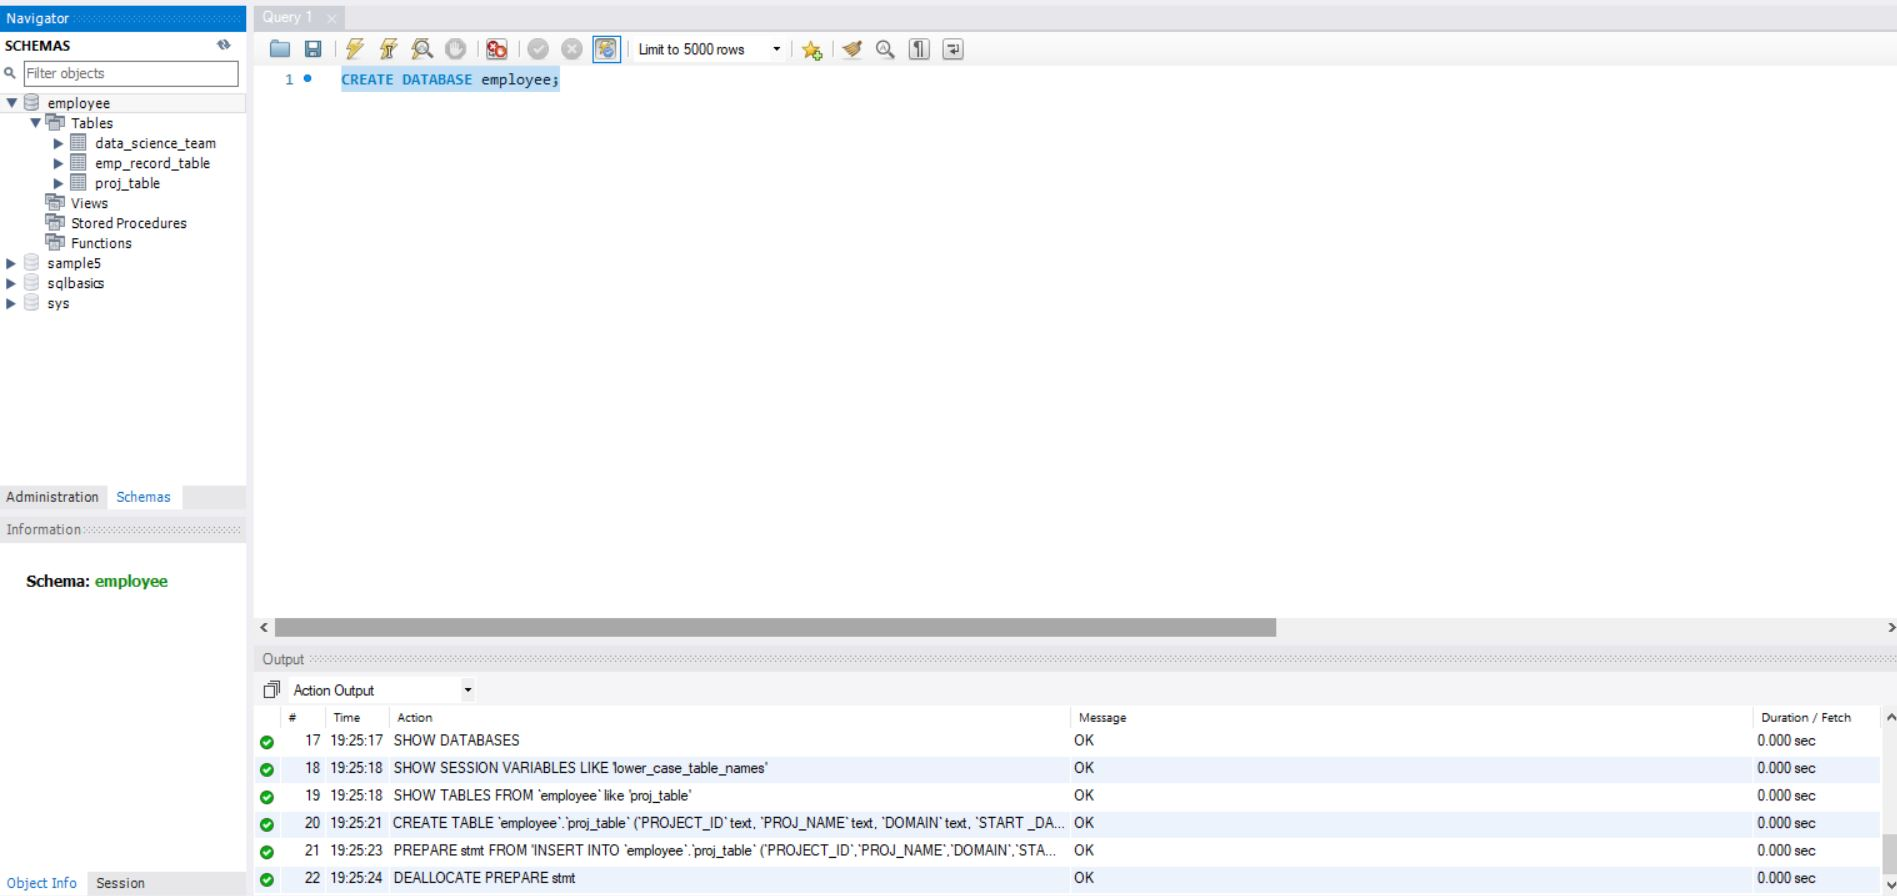 Navigator
SCHEMAS
Filter objects
employee
Tables
data_science_team
emp_record_table
proj_table
Views
Stored Procedures
Functions
sample5
sqlbasics
sys
Administration Schemas
Information
Schema: employee
Object Info Session
Query 1
Limit to 5000 rows
1 CREATE DATABASE employee;
Output
Action Output
# Time Action Message Duration / Fetch
17 19:25:17 SHOW DATABASES OK 0.000 sec
18 19:25:18 SHOW SESSION VARIABLES LIKE 'lower_case_table_names' OK 0.000 sec
19 19:25:18 SHOW TABLES FROM `employee` like 'proj_table' OK 0.000 sec
20 19:25:21 CREATE TABLE `employee`.`proj_table` (`PROJECT_ID` text, `PROJ_NAME` text, `DOMAIN` text, `START _DA... OK 0.000 sec
21 19:25:23 PREPARE stmt FROM 'INSERT INTO `employee`.`proj_table` (`PROJECT_ID`,`PROJ_NAME`,`DOMAIN`,`STA... OK 0.000 sec
22 19:25:24 DEALLOCATE PREPARE stmt OK 0.000 sec